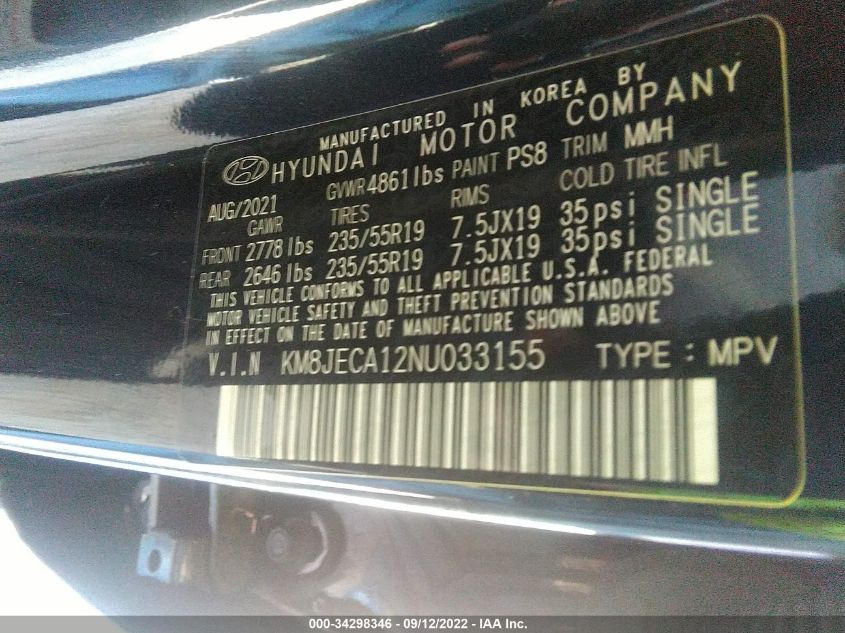 MANUFACTURED IN KOREA BY
HYUNDAI MOTOR COMPANY
AUG/2021 GVWR 4861 lbs PAINT PS8 TRIM MMH
GAWR TIRES RIMS COLD TIRE INFL
FRONT 2778 lbs 235/55R19 7.5JX19 35psi SINGLE
REAR 2646 lbs 235/55R19 7.5JX19 35psi SINGLE
THIS VEHICLE CONFORMS TO ALL APPLICABLE U.S.A. FEDERAL
MOTOR VEHICLE SAFETY AND THEFT PREVENTION STANDARDS
IN EFFECT ON THE DATE OF MANUFACTURE SHOWN ABOVE
V.I.N KM8JECA12NU033155 TYPE : MPV
000-34298346 - 09/12/2022 - IAA Inc.